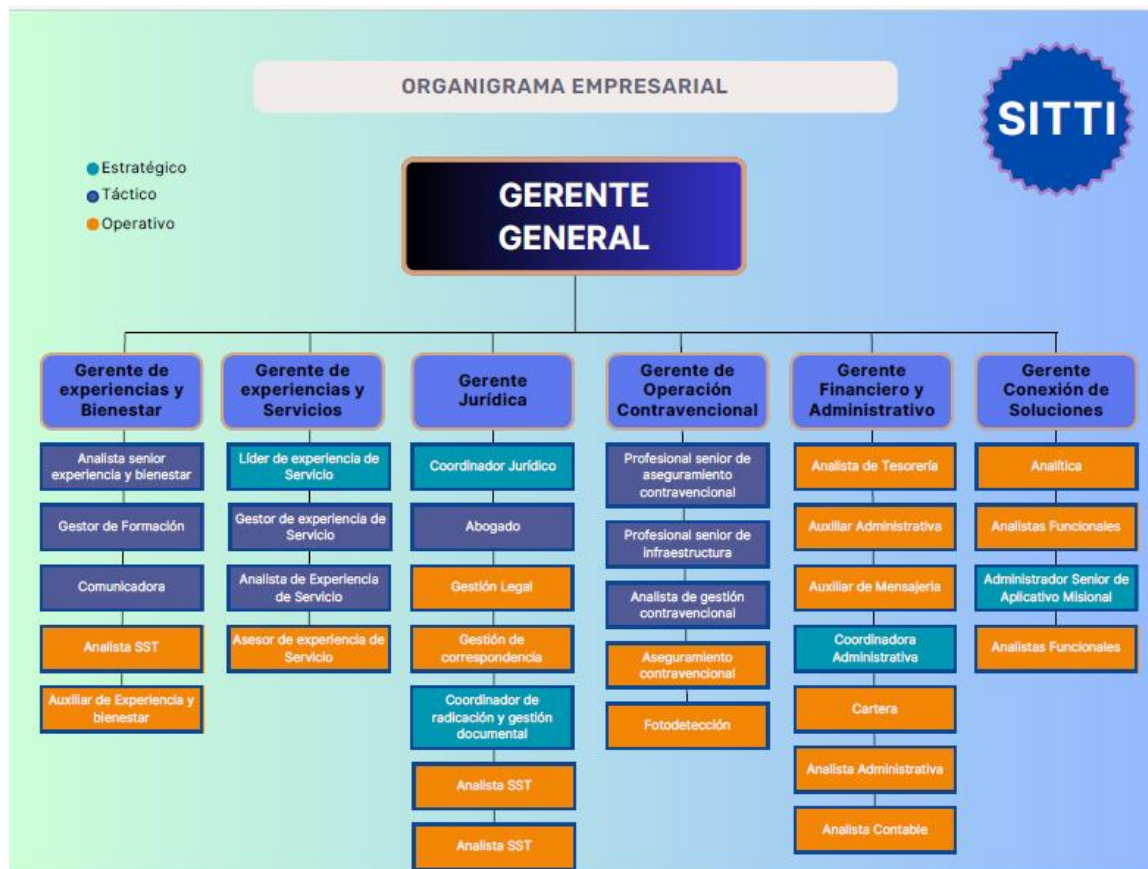 ORGANIGRAMA EMPRESARIAL
SITTI
Estratégico
Táctico
Operativo
GERENTE
GENERAL
Gerente de
experiencias y
Bienestar
Analista senior
experiencia y bienestar
Gestor de Formación
Comunicadora
Analista SST
Auxiliar de Experiencia y
bienestar
Gerente de
experiencias y
Servicios
Líder de experiencia de
Servicio
Gestor de experiencia de
Servicio
Analista de Experiencia
de Servicio
Asesor de experiencia de
Servicio
Gerente
Jurídica
Coordinador Jurídico
Abogado
Gestión Legal
Gestión de
correspondencia
Coordinador de
radicación y gestión
documental
Analista SST
Analista SST
Gerente de
Operación
Contravencional
Profesional senior de
aseguramiento
contravencional
Profesional senior de
infraestructura
Analista de gestión
contravencional
Aseguramiento
contravencional
Fotodetección
Gerente
Financiero y
Administrativo
Analista de Tesorería
Auxiliar Administrativa
Auxiliar de Mensajeria
Coordinadora
Administrativa
Cartera
Analista Administrativa
Analista Contable
Gerente
Conexión de
Soluciones
Analítica
Analistas Funcionales
Administrador Senior de
Aplicativo Misional
Analistas Funcionales